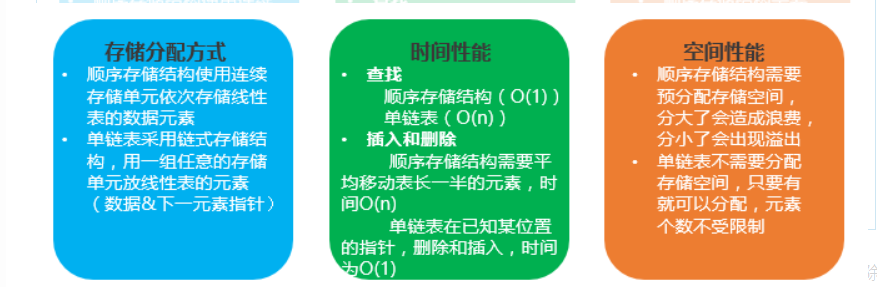 存储分配方式
• 顺序存储结构使用连续
存储单元依次存储线性
表的数据元素
• 单链表采用链式存储结
构，用一组任意的存储
单元放线性表的元素
（数据&下一元素指针）
时间性能
• 查找
顺序存储结构（O(1)）
单链表（O(n)）
• 插入和删除
顺序存储结构需要平
均移动表长一半的元素，时
间O(n)
单链表在已知某位置
的指针，删除和插入，时间
为O(1)
空间性能
• 顺序存储结构需要
预分配存储空间，
分大了会造成浪费，
分小了会出现溢出
• 单链表不需要分配
存储空间，只要有
就可以分配，元素
个数不受限制